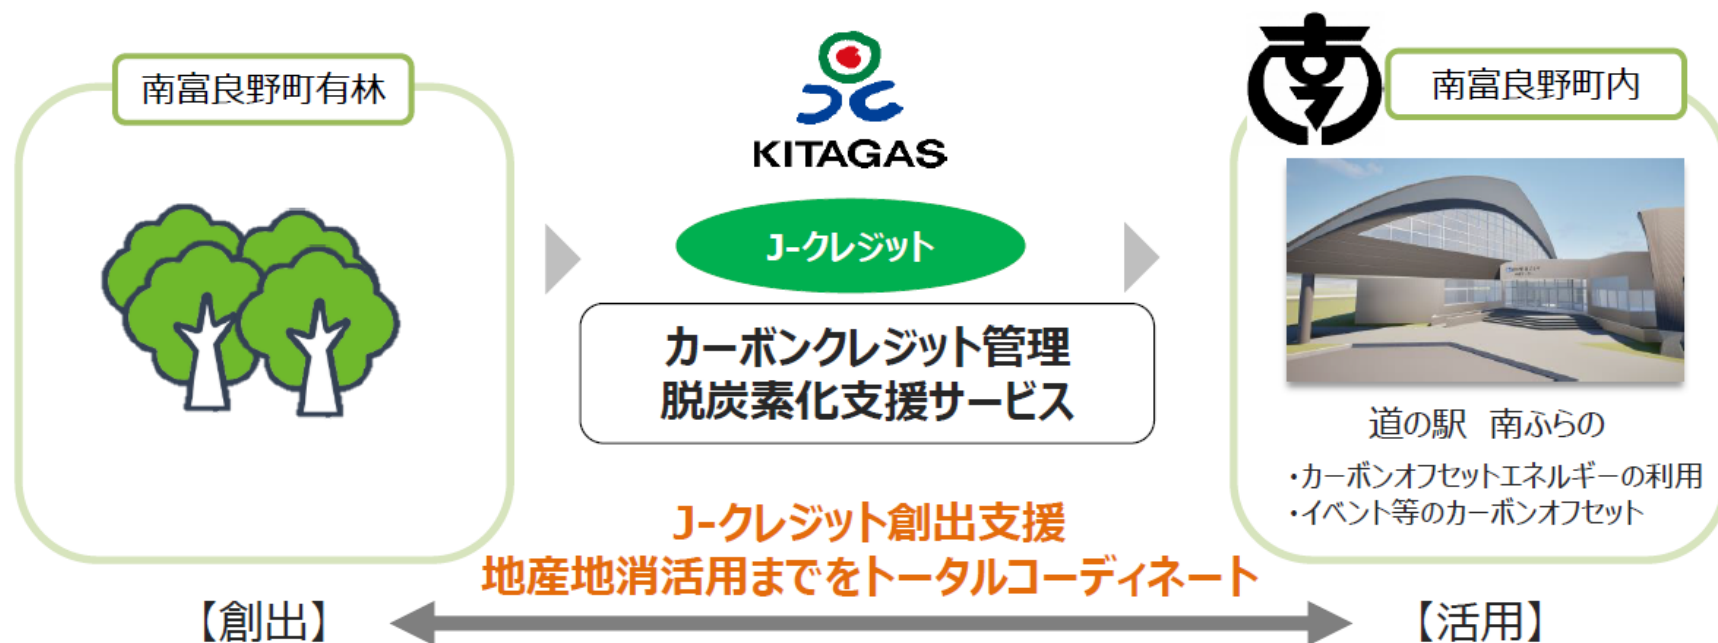 南富良野町有林
KITAGAS
J-クレジット
カーボンクレジット管理
脱炭素化支援サービス
南
南富良野町内
道の駅 南ふらの
・カーボンオフセットエネルギーの利用
・イベント等のカーボンオフセット
J-クレジット創出支援
地産地消活用までをトータルコーディネート
【創出】
【活用】